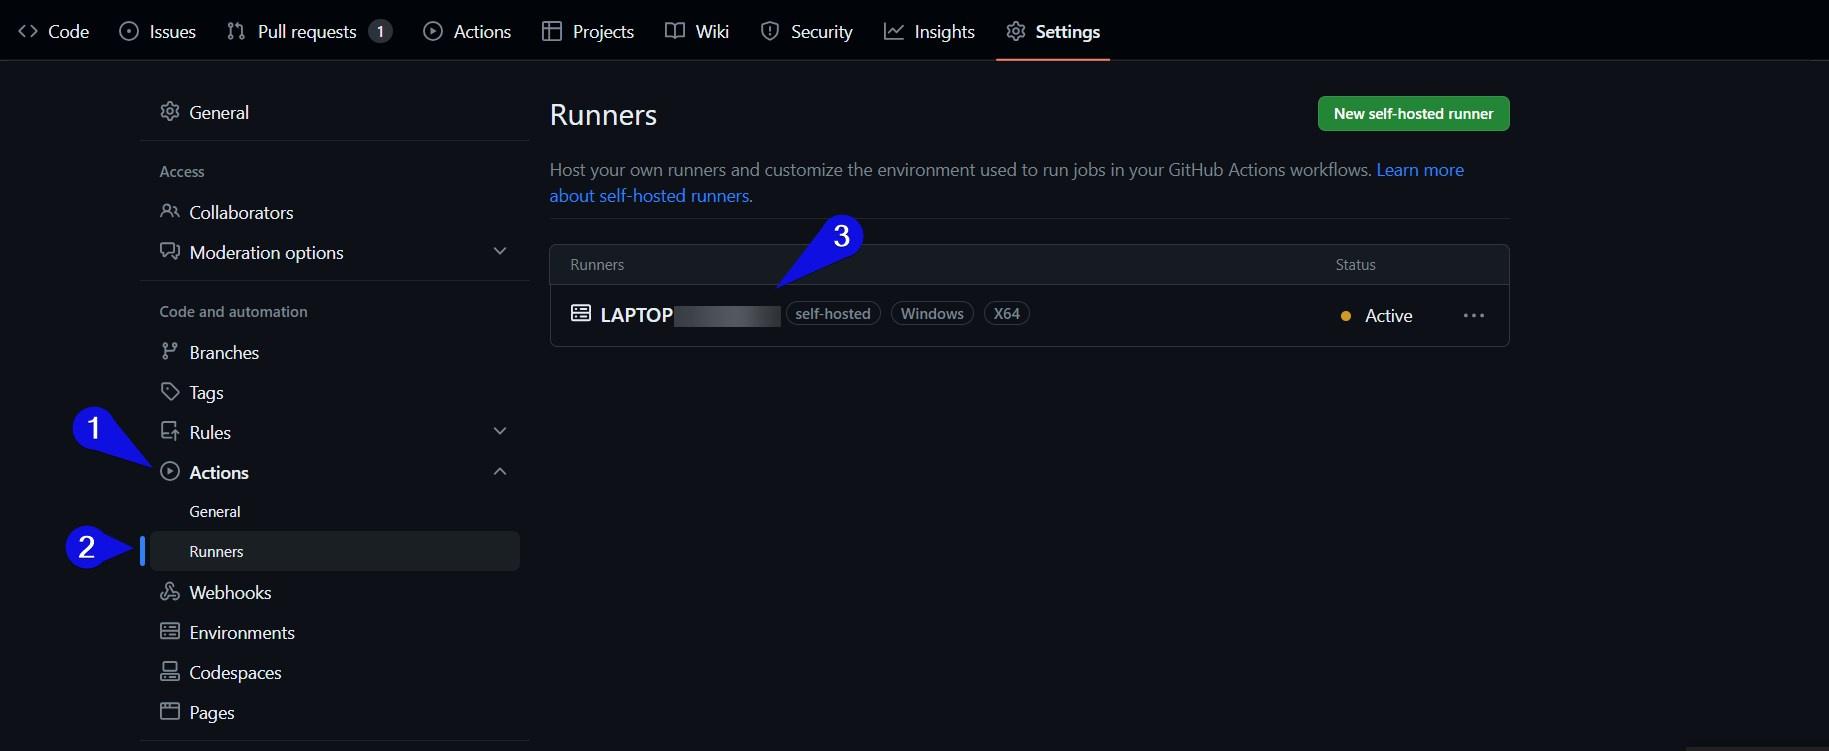 Code Issues Pull requests 1 Actions Projects Wiki Security Insights Settings
General
Access
Collaborators
Moderation options
Code and automation
Branches
Tags
Rules
1
Actions
General
2
Runners
Webhooks
Environments
Codespaces
Pages
Runners
New self-hosted runner
Host your own runners and customize the environment used to run jobs in your GitHub Actions workflows. Learn more
about self-hosted runners.
3
Runners Status
LAPTOP self-hosted Windows X64 Active